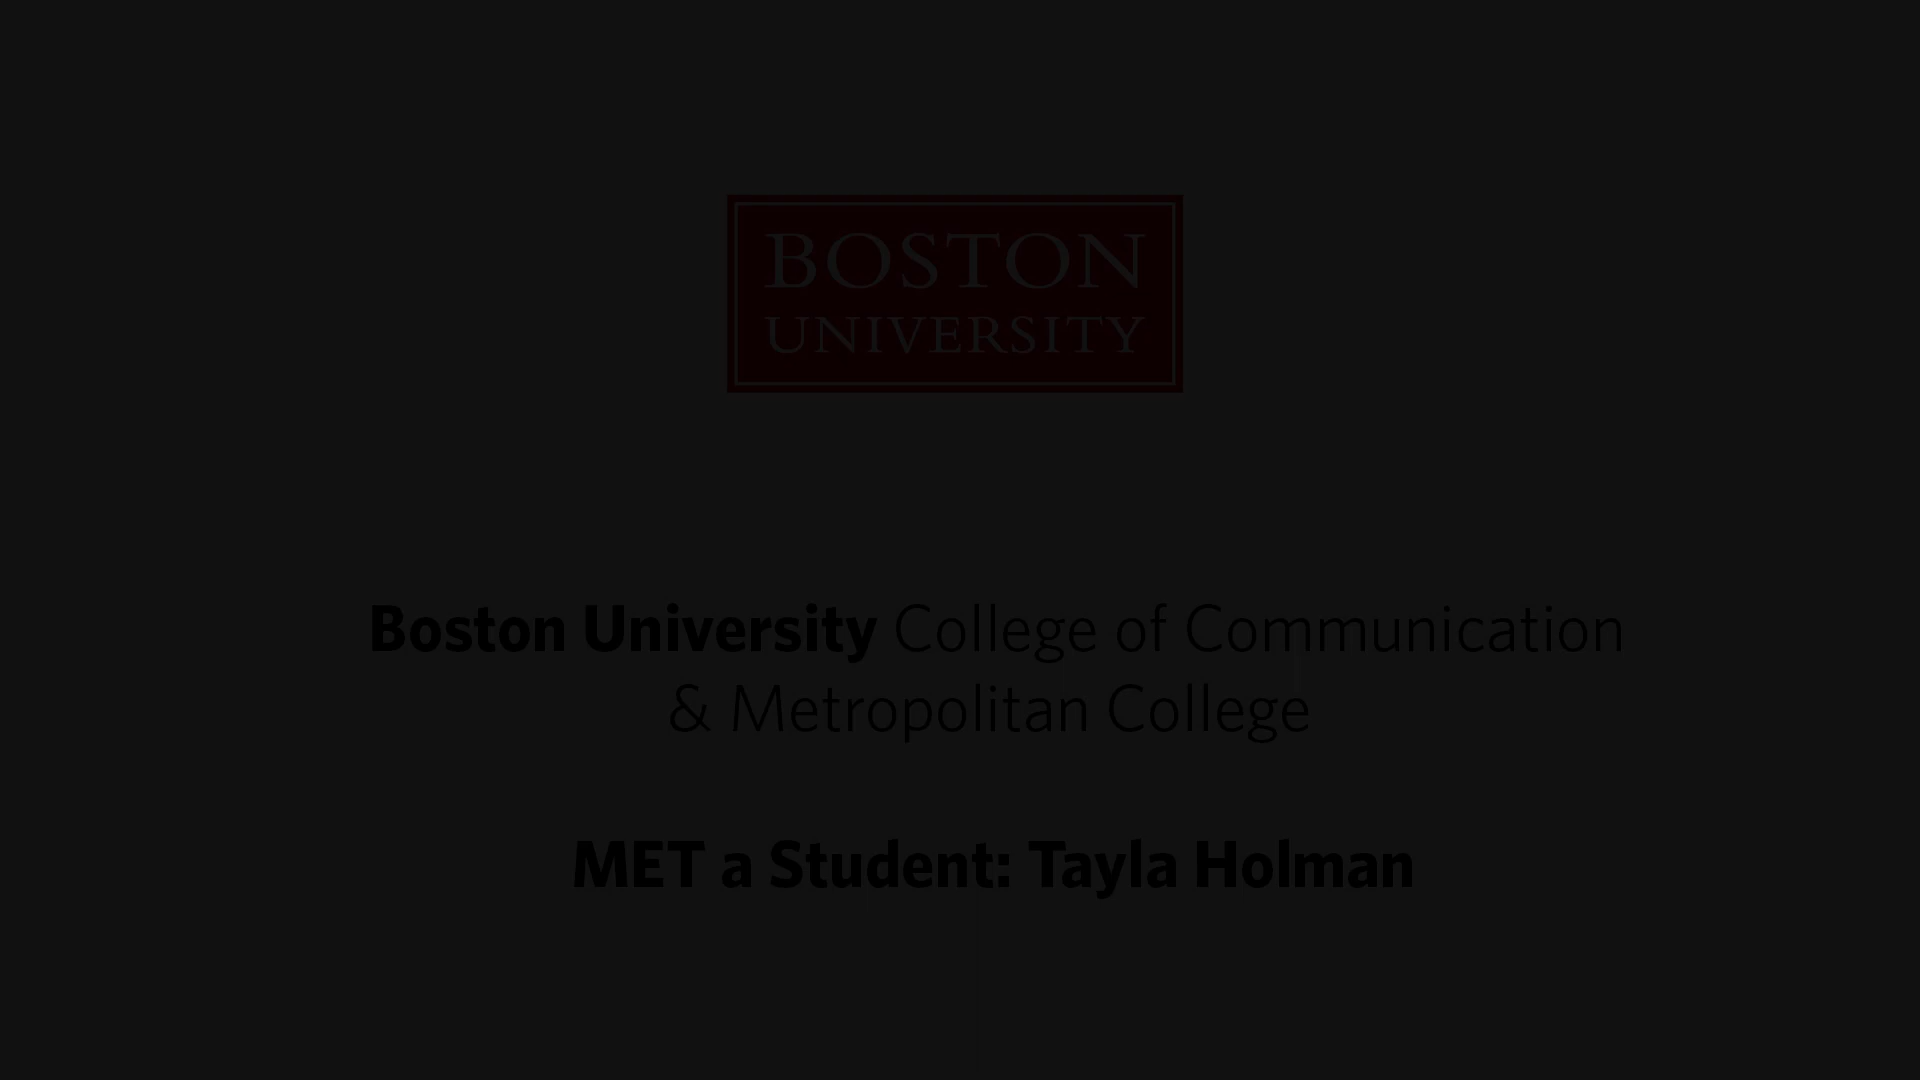 BOSTON
UNIVERSITY
Boston University College of Communication
& Metropolitan College
MET a Student: Tayla Holman